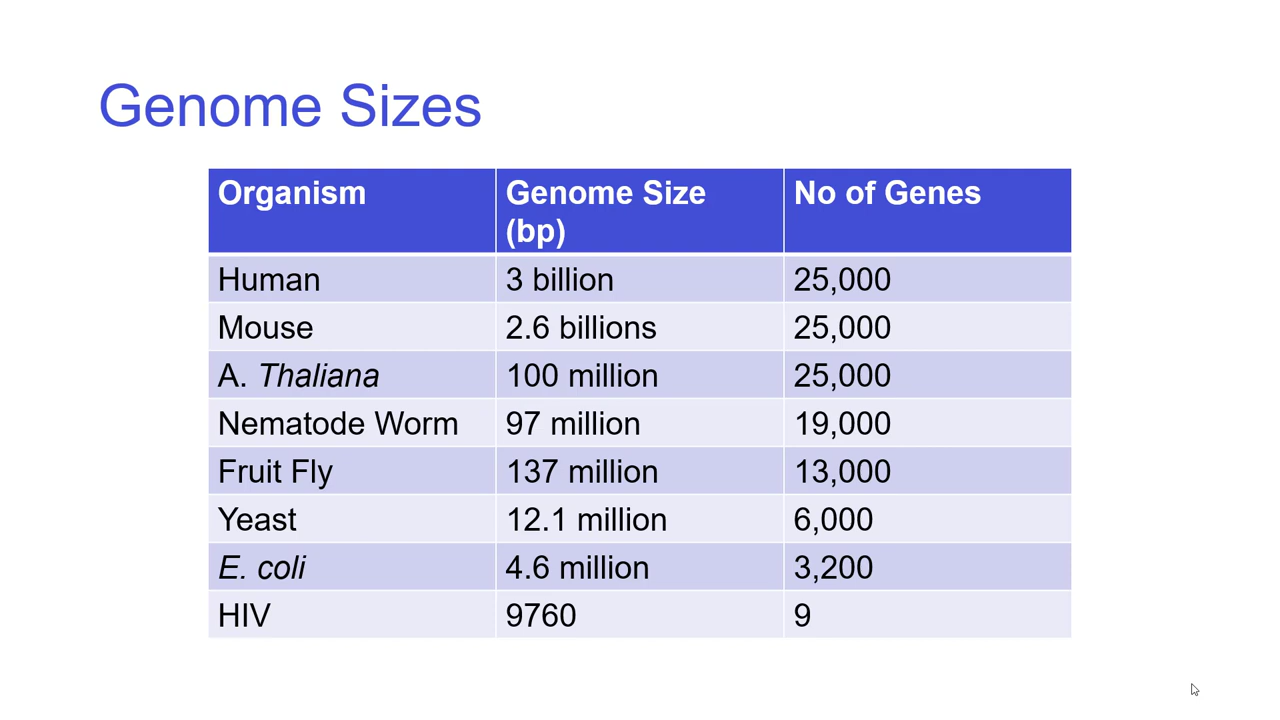 Genome Sizes
Organism Genome Size (bp) No of Genes
Human 3 billion 25,000
Mouse 2.6 billions 25,000
A. Thaliana 100 million 25,000
Nematode Worm 97 million 19,000
Fruit Fly 137 million 13,000
Yeast 12.1 million 6,000
E. coli 4.6 million 3,200
HIV 9760 9